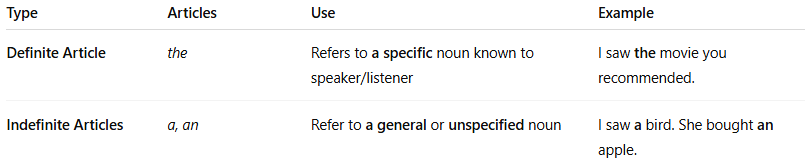 Type Articles Use Example
Definite Article the Refers to a specific noun known to I saw the movie you
speaker/listener recommended.
Indefinite Articles a, an Refer to a general or unspecified noun I saw a bird. She bought an
apple.